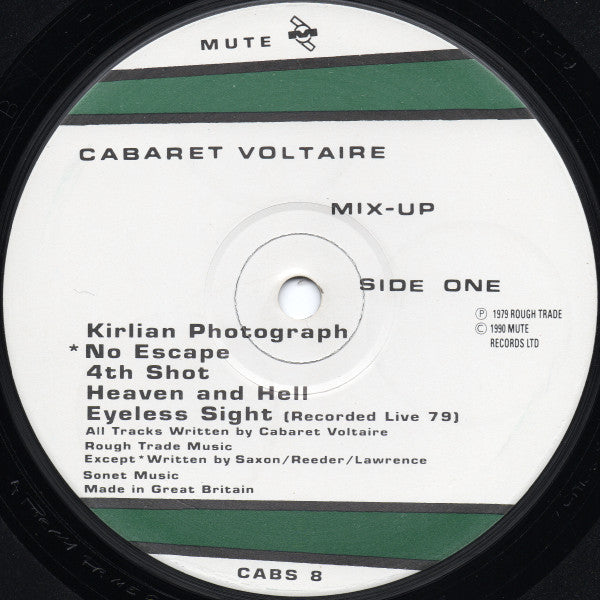 MUTE
CABARET VOLTAIRE
MIX-UP
SIDE ONE
Ⓟ 1979 ROUGH TRADE
© 1990 MUTE
RECORDS LTD
Kirlian Photograph
*No Escape
4th Shot
Heaven and Hell
Eyeless Sight (Recorded Live 79)
All Tracks Written by Cabaret Voltaire
Rough Trade Music
Except*Written by Saxon/Reeder/Lawrence
Sonet Music
Made in Great Britain
CABS 8